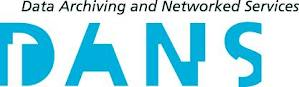 Data Archiving and Networked Services
DANS